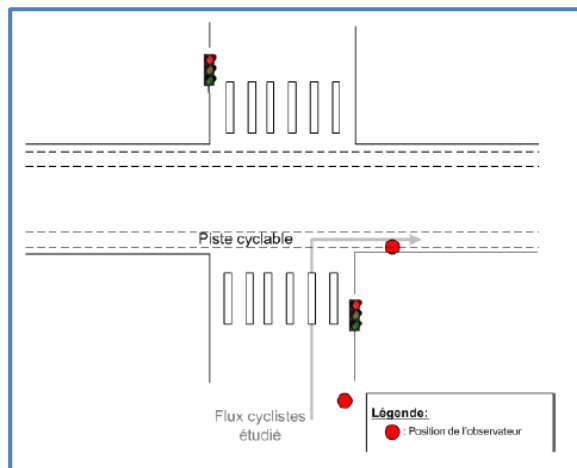 Piste cyclable
Flux cyclistes
étudié
Légende:
: Position de l'observateur